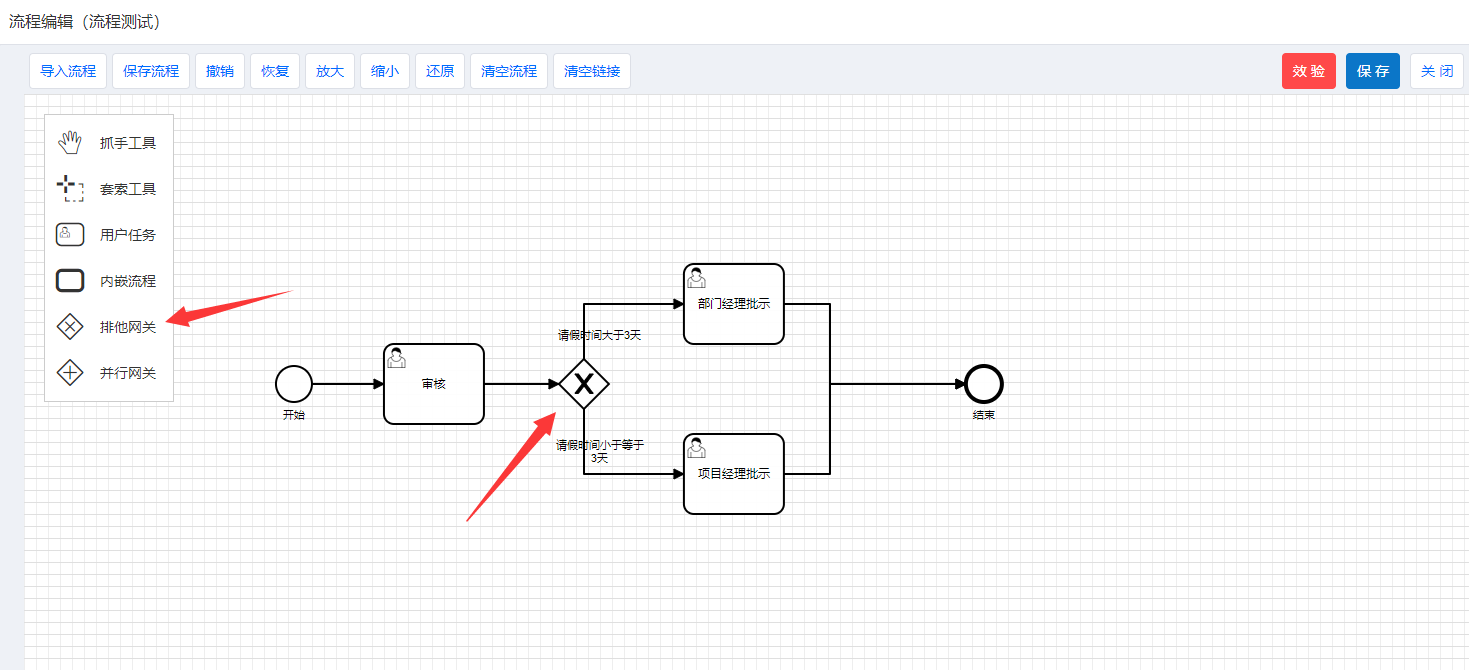 流程编辑（流程测试）
导入流程 保存流程 撤销 恢复 放大 缩小 还原 清空流程 清空链接 效 验 保 存 关 闭
抓手工具
套索工具
用户任务
内嵌流程
排他网关
并行网关
开始
审核
请假时间大于3天
请假时间小于等于
3天
部门经理批示
项目经理批示
结束